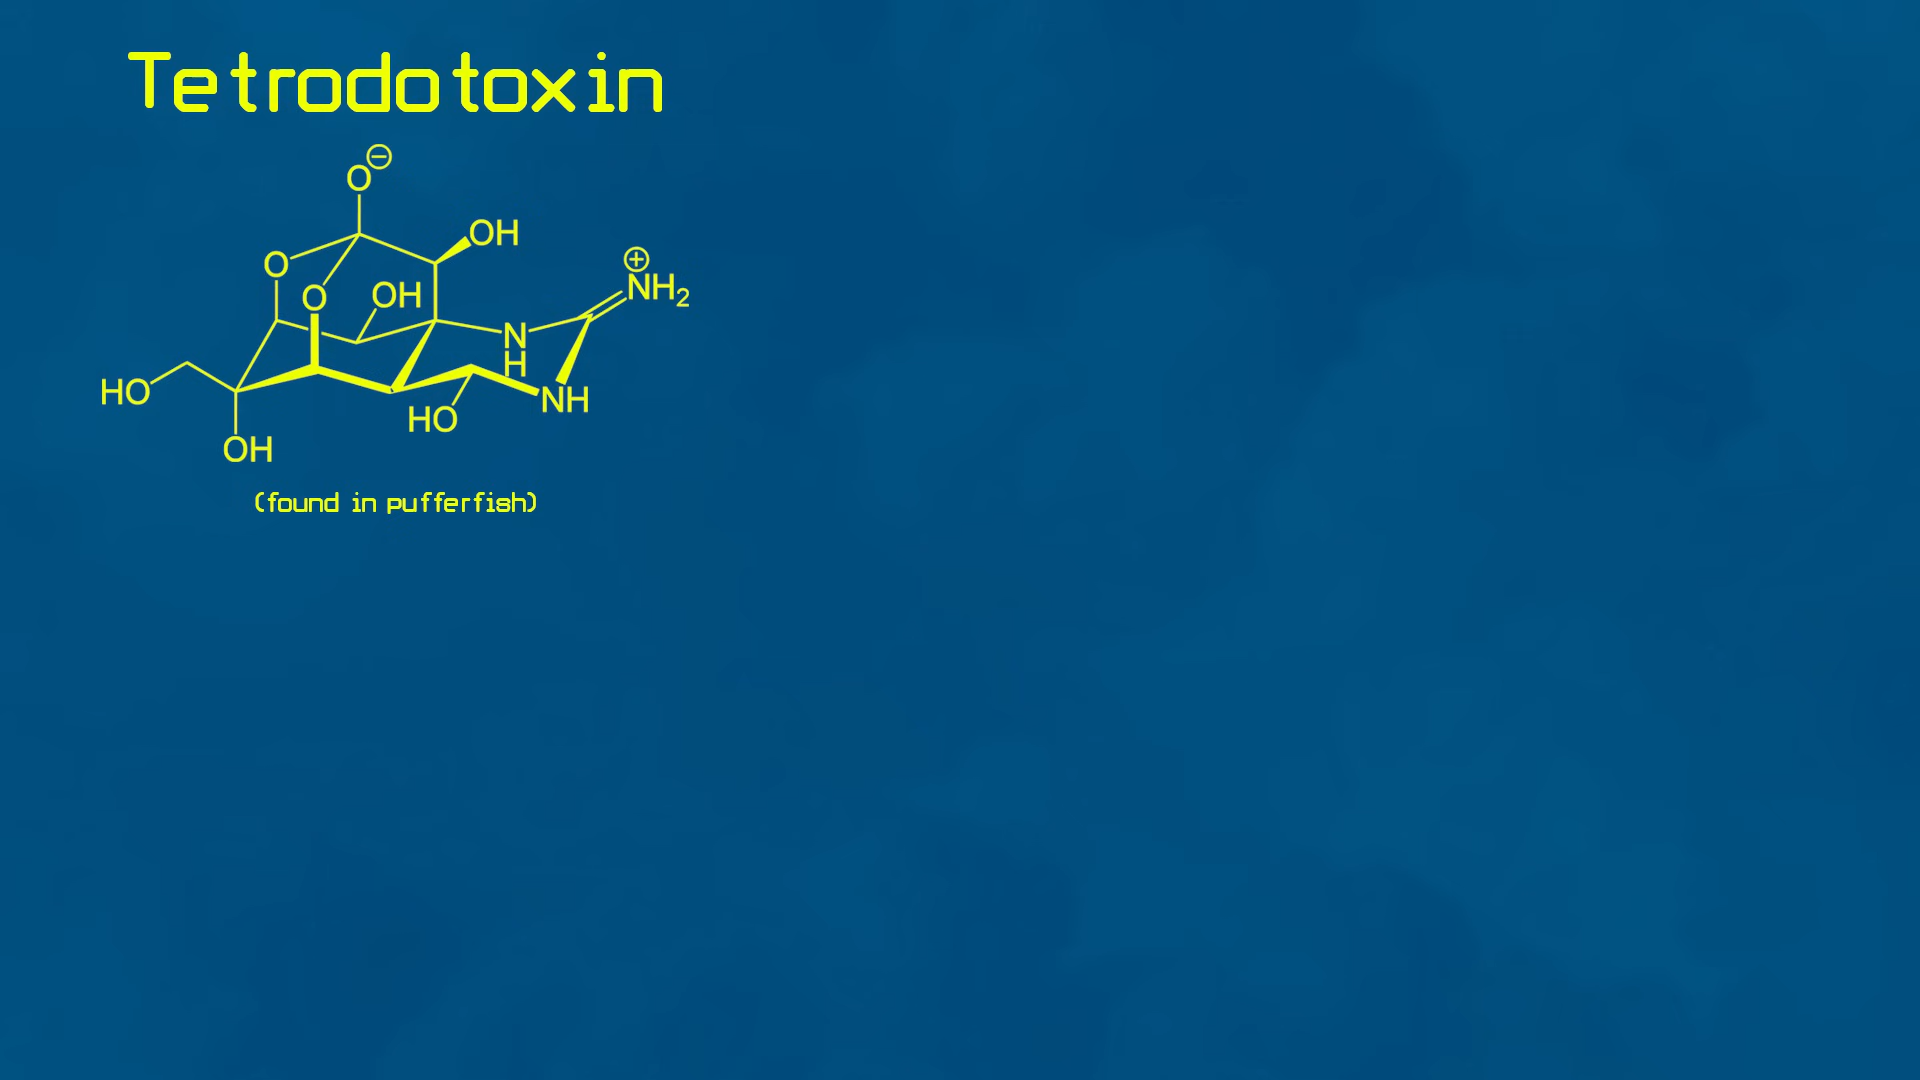 Tetrodotoxin
O⊖
OH
O
O
OH
⊕
NH2
N
H
HO
NH
HO
OH
(found in pufferfish)